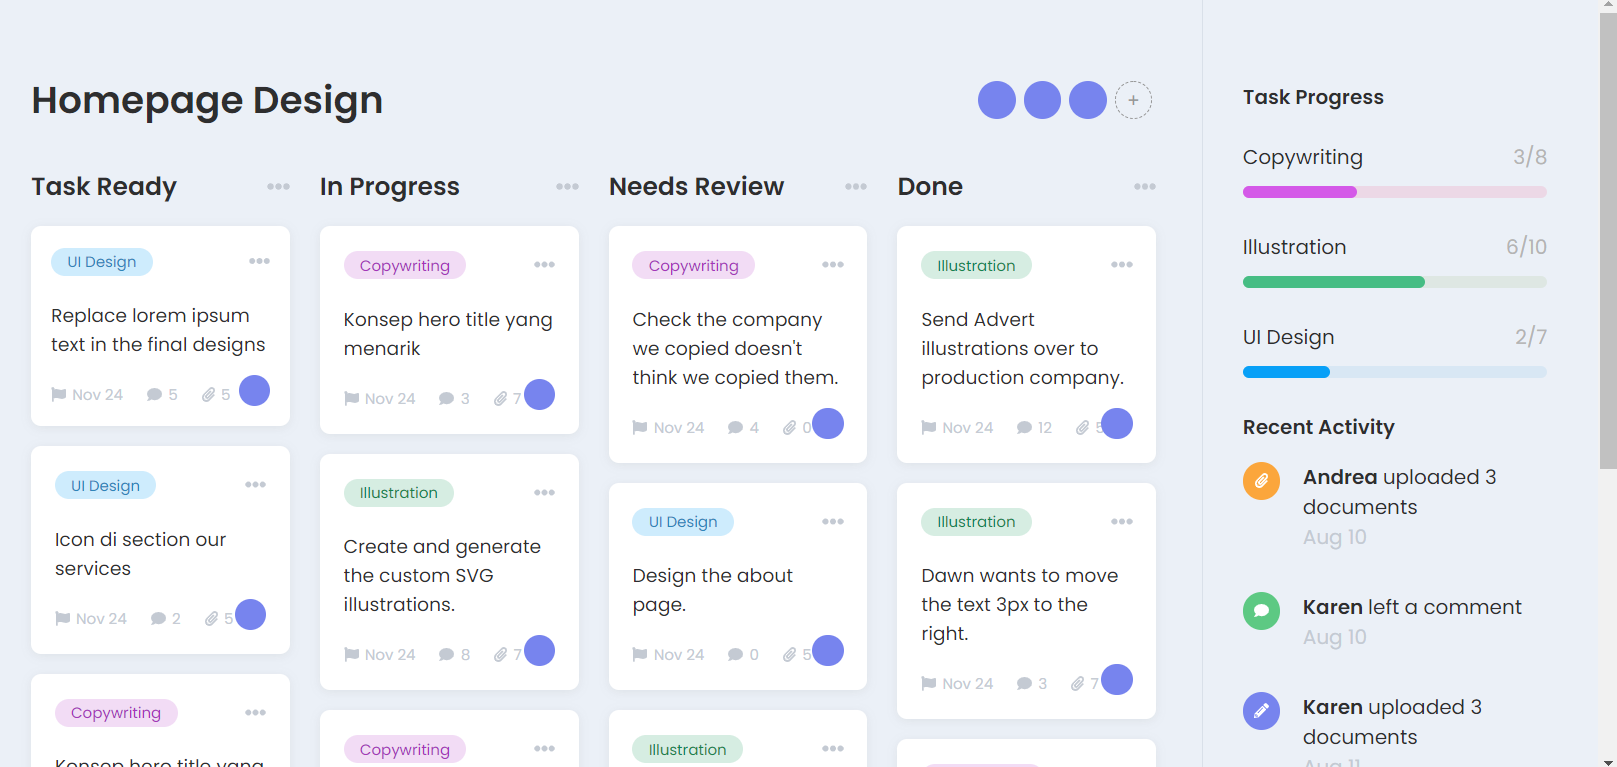 Homepage Design
+
Task Ready
UI Design
Replace lorem ipsum
text in the final designs
Nov 24 5 5
UI Design
Icon di section our
services
Nov 24 2 5
Copywriting
Konsep hero title yang
In Progress
Copywriting
Konsep hero title yang
menarik
Nov 24 3 7
Illustration
Create and generate
the custom SVG
illustrations.
Nov 24 8 7
Copywriting
Needs Review
Copywriting
Check the company
we copied doesn't
think we copied them.
Nov 24 4 0
UI Design
Design the about
page.
Nov 24 0 5
Illustration
Done
Illustration
Send Advert
illustrations over to
production company.
Nov 24 12 5
Illustration
Dawn wants to move
the text 3px to the
right.
Nov 24 3 7
Task Progress
Copywriting 3/8
Illustration 6/10
UI Design 2/7
Recent Activity
Andrea uploaded 3
documents
Aug 10
Karen left a comment
Aug 10
Karen uploaded 3
documents
Aug 11